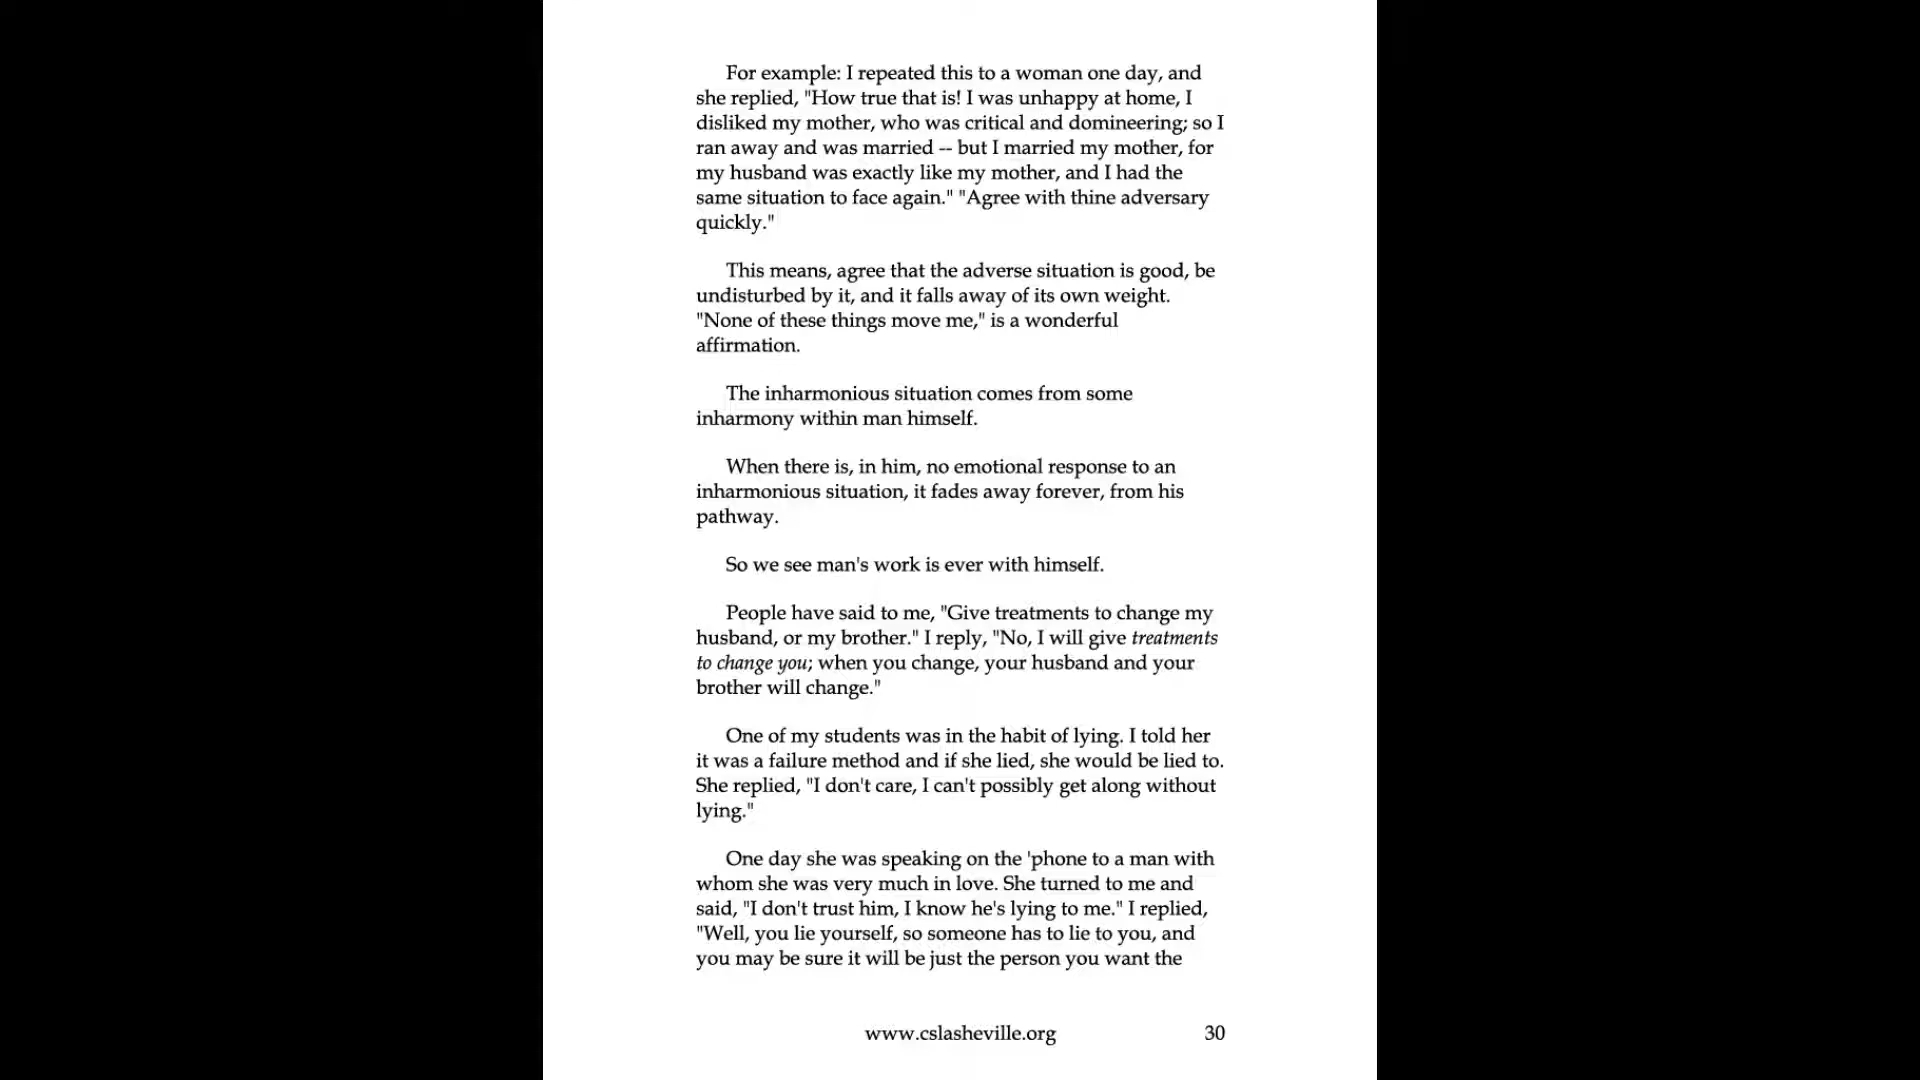 For example: I repeated this to a woman one day, and
she replied, "How true that is! I was unhappy at home, I
disliked my mother, who was critical and domineering; so I
ran away and was married -- but I married my mother, for
my husband was exactly like my mother, and I had the
same situation to face again." "Agree with thine adversary
quickly."
This means, agree that the adverse situation is good, be
undisturbed by it, and it falls away of its own weight.
"None of these things move me," is a wonderful
affirmation.
The inharmonious situation comes from some
inharmony within man himself.
When there is, in him, no emotional response to an
inharmonious situation, it fades away forever, from his
pathway.
So we see man's work is ever with himself.
People have said to me, "Give treatments to change my
husband, or my brother." I reply, "No, I will give treatments
to change you; when you change, your husband and your
brother will change."
One of my students was in the habit of lying. I told her
it was a failure method and if she lied, she would be lied to.
She replied, "I don't care, I can't possibly get along without
lying."
One day she was speaking on the 'phone to a man with
whom she was very much in love. She turned to me and
said, "I don't trust him, I know he's lying to me." I replied,
"Well, you lie yourself, so someone has to lie to you, and
you may be sure it will be just the person you want the
www.cslasheville.org 30